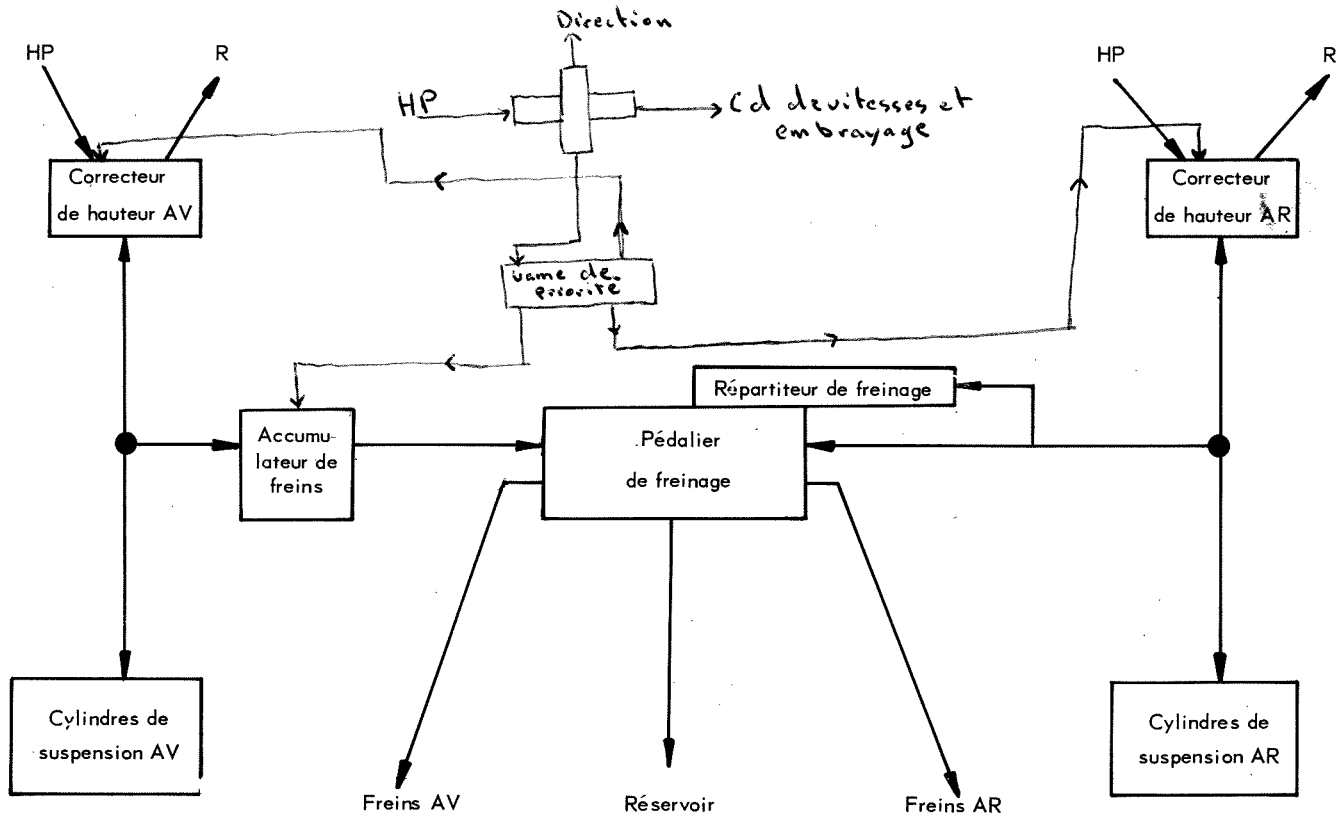 Direction
HP
R
HP
Cd de vitesses et
embrayage
HP
R
Correcteur
de hauteur AV
Correcteur
de hauteur AR
vame de
priorité
Répartiteur de freinage
Accumu-
lateur de
freins
Pédalier
de freinage
Cylindres de
suspension AV
Cylindres de
suspension AR
Freins AV
Réservoir
Freins AR